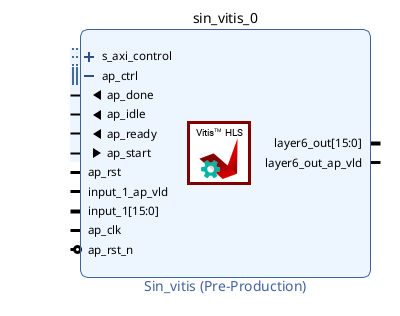 sin_vitis_0
s_axi_control
ap_ctrl
ap_done
ap_idle
ap_ready
ap_start
ap_rst
input_1_ap_vld
input_1[15:0]
ap_clk
ap_rst_n
Vitis™ HLS
layer6_out[15:0]
layer6_out_ap_vld
Sin_vitis (Pre-Production)